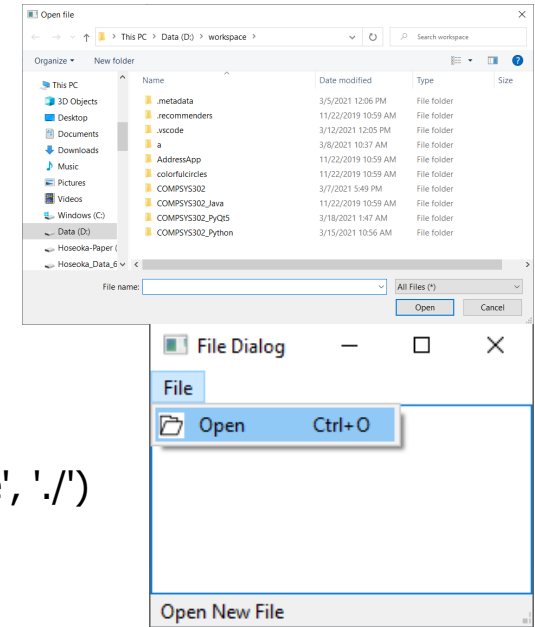 Open file
This PC > Data (D:) > workspace >
Search workspace
Organize
New folder
Name Date modified Type Size
This PC
3D Objects
Desktop
Documents
Downloads
Music
Pictures
Videos
Windows (C:)
Data (D:)
Hoseoka-Paper (
Hoseoka_Data_6
.metadata 3/5/2021 12:06 PM File folder
.recommenders 11/22/2019 10:59 AM File folder
.vscode 3/12/2021 12:05 PM File folder
a 3/8/2021 10:37 AM File folder
AddressApp 11/22/2019 10:59 AM File folder
colorfulcircles 11/22/2019 10:59 AM File folder
COMPSYS302 3/7/2021 5:49 PM File folder
COMPSYS302_Java 11/22/2019 10:59 AM File folder
COMPSYS302_PyQt5 3/18/2021 1:47 AM File folder
COMPSYS302_Python 3/15/2021 10:56 AM File folder
File name:
All Files (*)
Open Cancel
File Dialog
File
Open Ctrl+O
', './')
Open New File